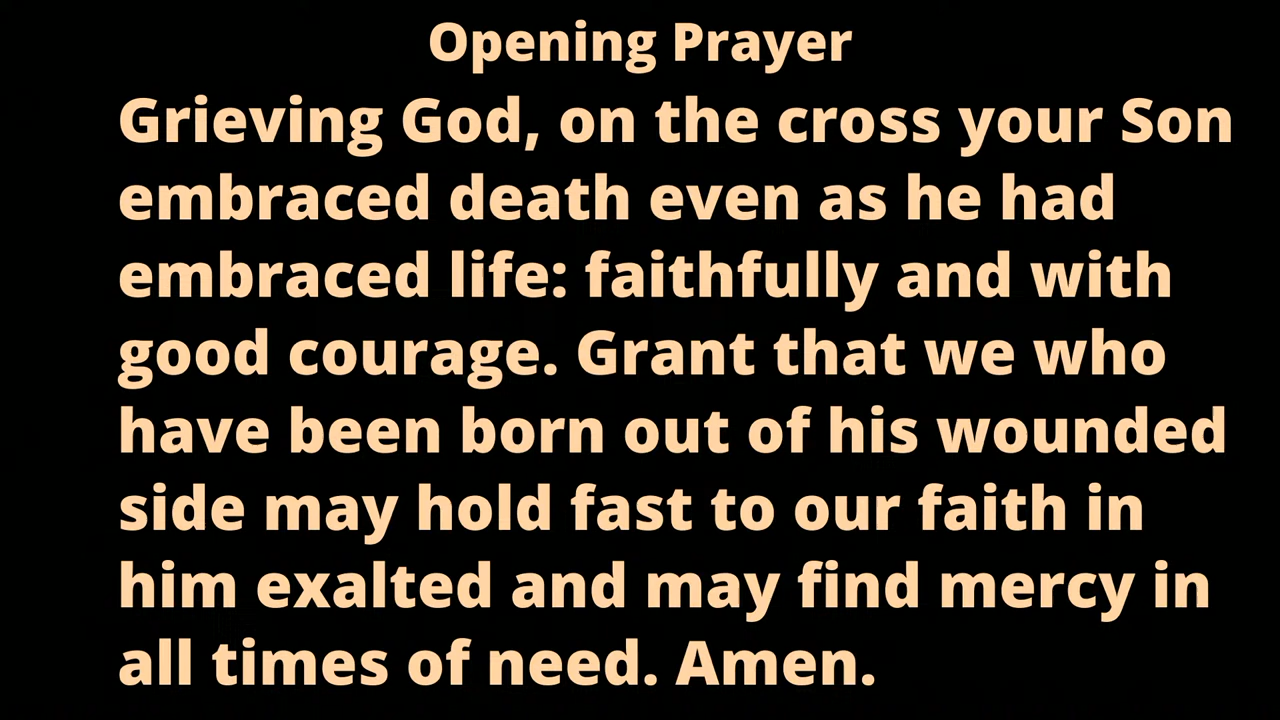 Opening Prayer
Grieving God, on the cross your Son
embraced death even as he had
embraced life: faithfully and with
good courage. Grant that we who
have been born out of his wounded
side may hold fast to our faith in
him exalted and may find mercy in
all times of need. Amen.